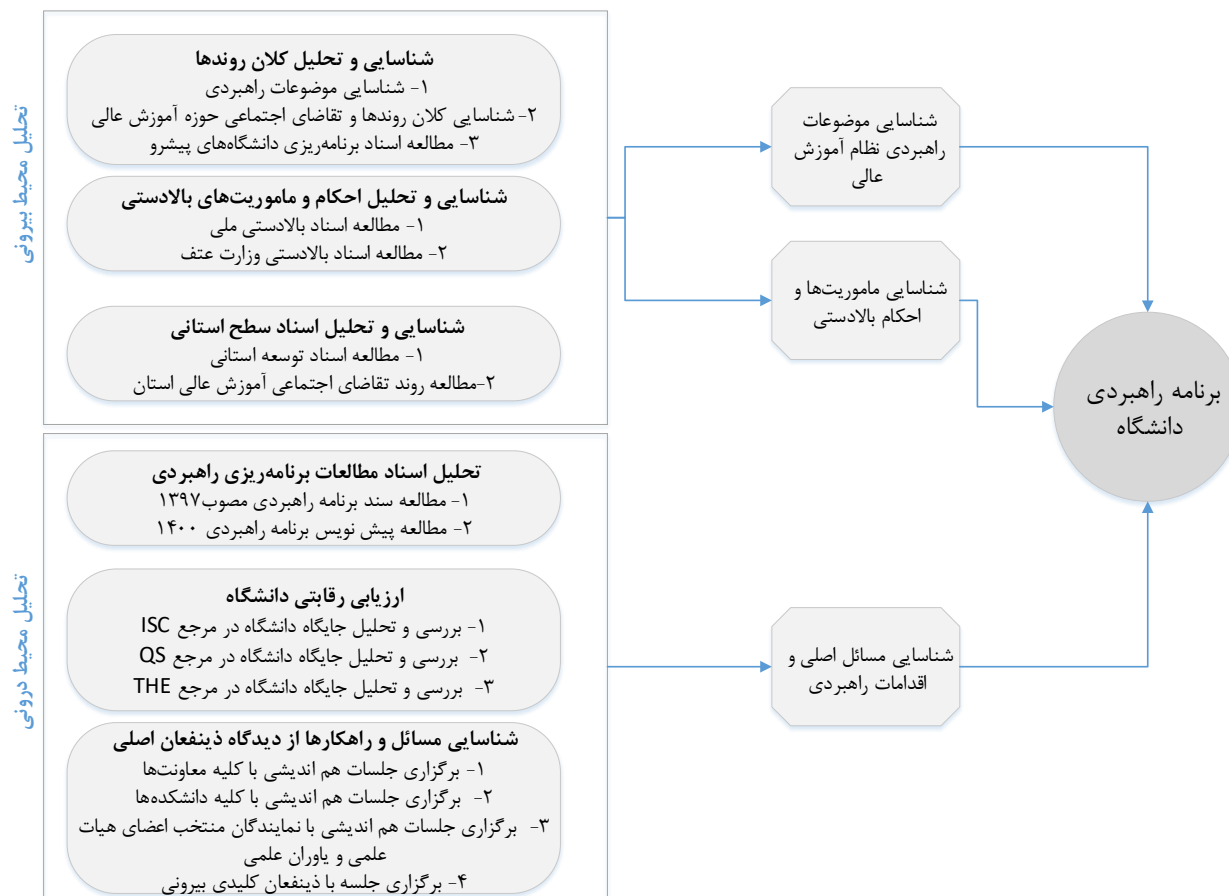 تحلیل محیط بیرونی
شناسایی و تحلیل کلان روندها
۱- شناسایی موضوعات راهبردی
۲- شناسایی کلان روندها و تقاضای اجتماعی حوزه آموزش عالی
۳- مطالعه اسناد برنامه‌ریزی دانشگاه‌های پیشرو
شناسایی و تحلیل احکام و ماموریت‌های بالادستی
۱- مطالعه اسناد بالادستی ملی
۲- مطالعه اسناد بالادستی وزارت عتف
شناسایی و تحلیل اسناد سطح استانی
۱- مطالعه اسناد توسعه استانی
۲-مطالعه روند تقاضای اجتماعی آموزش عالی استان
تحلیل محیط درونی
تحلیل اسناد مطالعات برنامه‌ریزی راهبردی
۱- مطالعه سند برنامه راهبردی مصوب۱۳۹۷
۲- مطالعه پیش نویس برنامه راهبردی ۱۴۰۰
ارزیابی رقابتی دانشگاه
۱- بررسی و تحلیل جایگاه دانشگاه در مرجع ISC
۲- بررسی و تحلیل جایگاه دانشگاه در مرجع QS
۳- بررسی و تحلیل جایگاه دانشگاه در مرجع THE
شناسایی مسائل و راهکارها از دیدگاه ذینفعان اصلی
۱- برگزاری جلسات هم اندیشی با کلیه معاونت‌ها
۲- برگزاری جلسات هم اندیشی با کلیه دانشکده‌ها
۳- برگزاری جلسات هم اندیشی با نمایندگان منتخب اعضای هیات
علمی و یاوران علمی
۴- برگزاری جلسه با ذینفعان کلیدی بیرونی
شناسایی موضوعات
راهبردی نظام آموزش
عالی
شناسایی ماموریت‌ها و
احکام بالادستی
شناسایی مسائل اصلی و
اقدامات راهبردی
برنامه راهبردی
دانشگاه